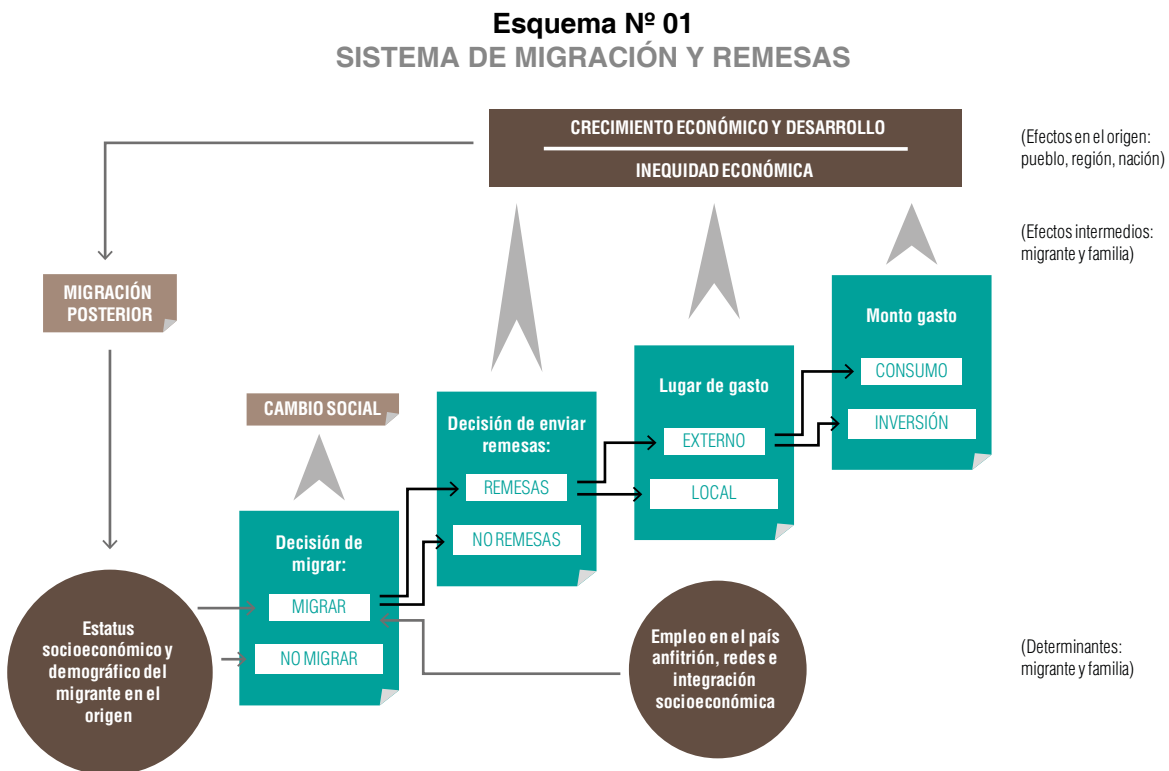 Esquema Nº 01
SISTEMA DE MIGRACIÓN Y REMESAS
CRECIMIENTO ECONÓMICO Y DESARROLLO
INEQUIDAD ECONÓMICA
(Efectos en el origen:
pueblo, región, nación)
(Efectos intermedios:
migrante y familia)
MIGRACIÓN
POSTERIOR
Monto gasto
CONSUMO
INVERSIÓN
Lugar de gasto
EXTERNO
LOCAL
CAMBIO SOCIAL
Decisión de enviar
remesas:
REMESAS
NO REMESAS
Decisión de
migrar:
MIGRAR
NO MIGRAR
Estatus
socioeconómico y
demográfico del
migrante en el
origen
Empleo en el país
anfitrión, redes e
integración
socioeconómica
(Determinantes:
migrante y familia)